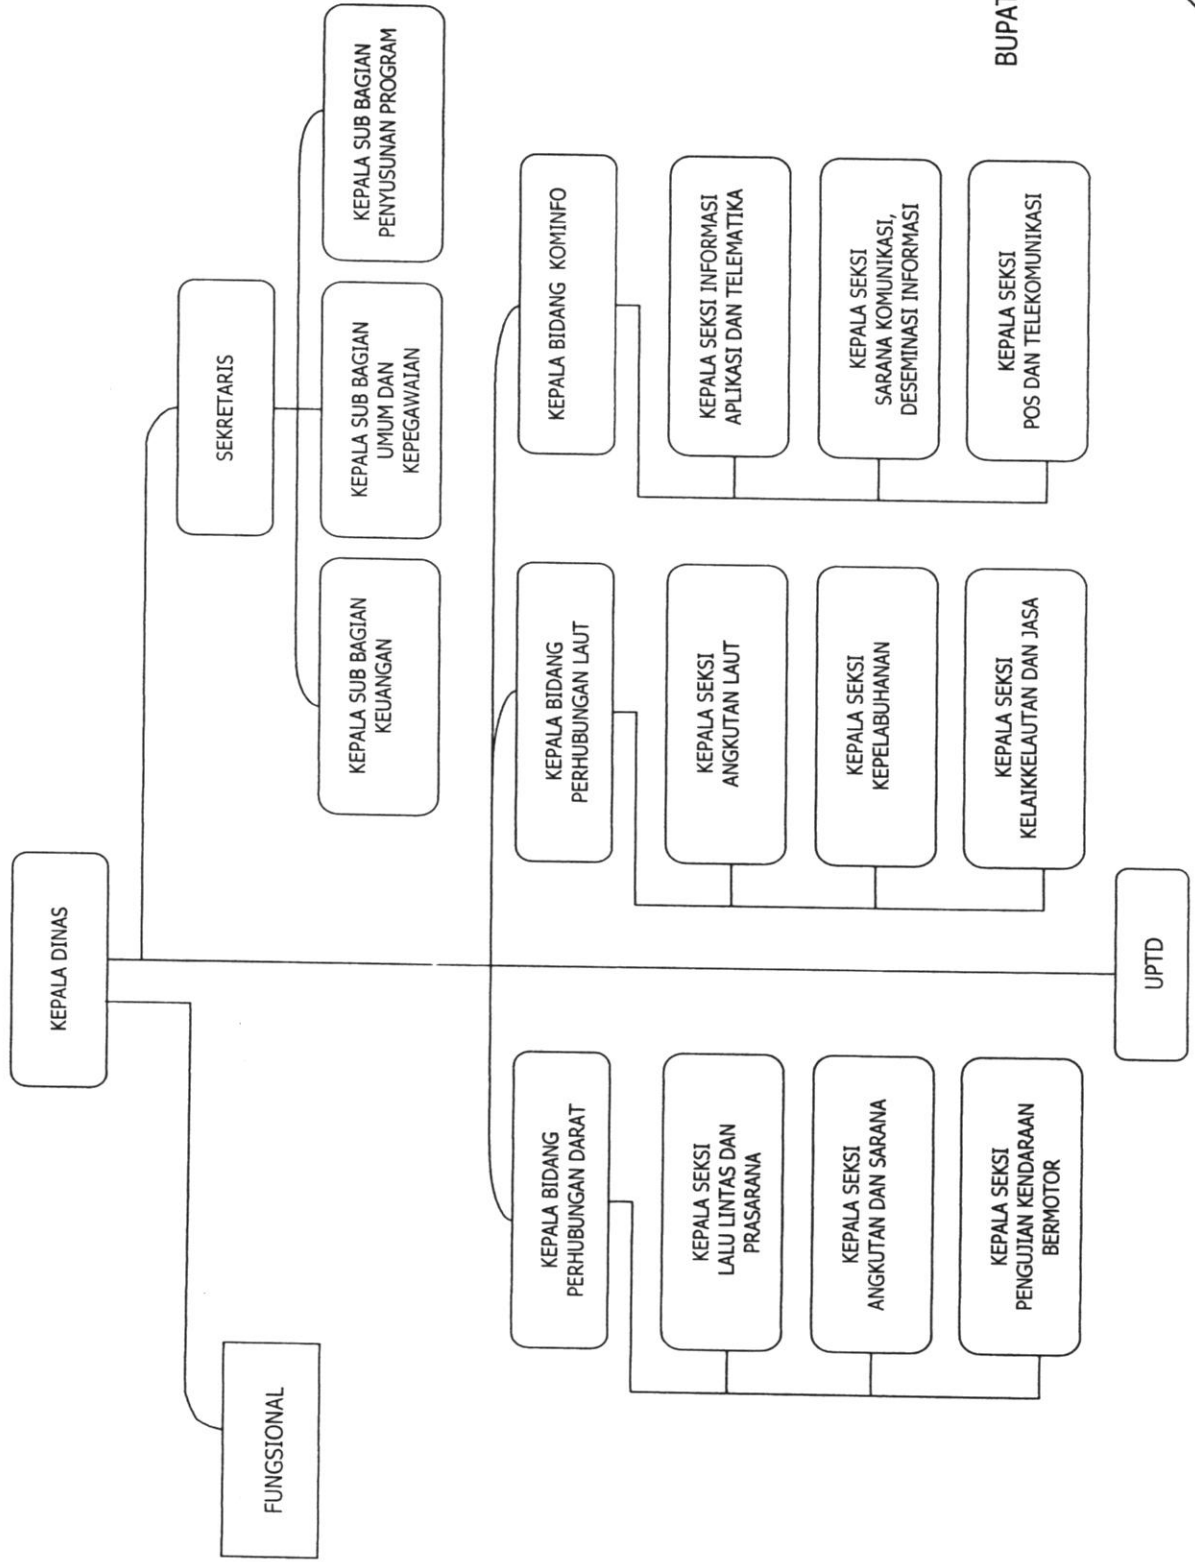 KEPALA DINAS
FUNGSIONAL
SEKRETARIS
KEPALA SUB BAGIAN
KEUANGAN
KEPALA SUB BAGIAN
UMUM DAN
KEPEGAWAIAN
KEPALA SUB BAGIAN
PENYUSUNAN PROGRAM
KEPALA BIDANG
PERHUBUNGAN DARAT
KEPALA SEKSI
LALU LINTAS DAN
PRASARANA
KEPALA SEKSI
ANGKUTAN DAN SARANA
KEPALA SEKSI
PENGUJIAN KENDARAAN
BERMOTOR
KEPALA BIDANG
PERHUBUNGAN LAUT
KEPALA SEKSI
ANGKUTAN LAUT
KEPALA SEKSI
KEPELABUHANAN
KEPALA SEKSI
KELAIKKELAUTAN DAN JASA
KEPALA BIDANG KOMINFO
KEPALA SEKSI INFORMASI
APLIKASI DAN TELEMATIKA
KEPALA SEKSI
SARANA KOMUNIKASI,
DESEMINASI INFORMASI
KEPALA SEKSI
POS DAN TELEKOMUNIKASI
UPTD